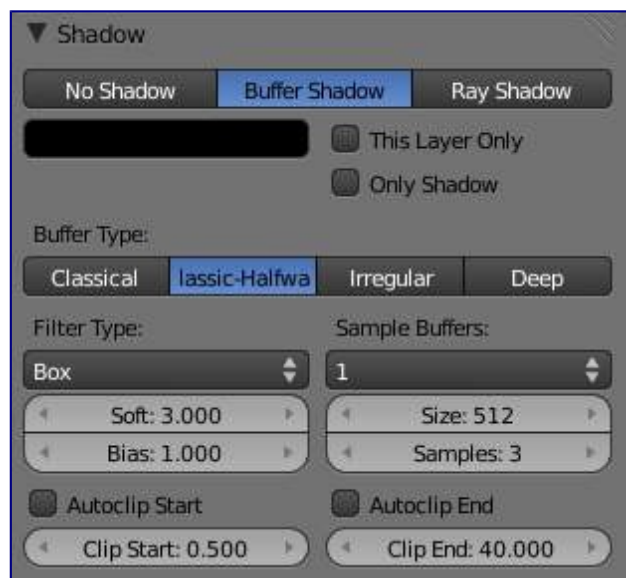 Shadow
No Shadow Buffer Shadow Ray Shadow
This Layer Only
Only Shadow
Buffer Type:
Classical lassic-Halfwa Irregular Deep
Filter Type: Sample Buffers:
Box 1
Soft: 3.000 Size: 512
Bias: 1.000 Samples: 3
Autoclip Start Autoclip End
Clip Start: 0.500 Clip End: 40.000